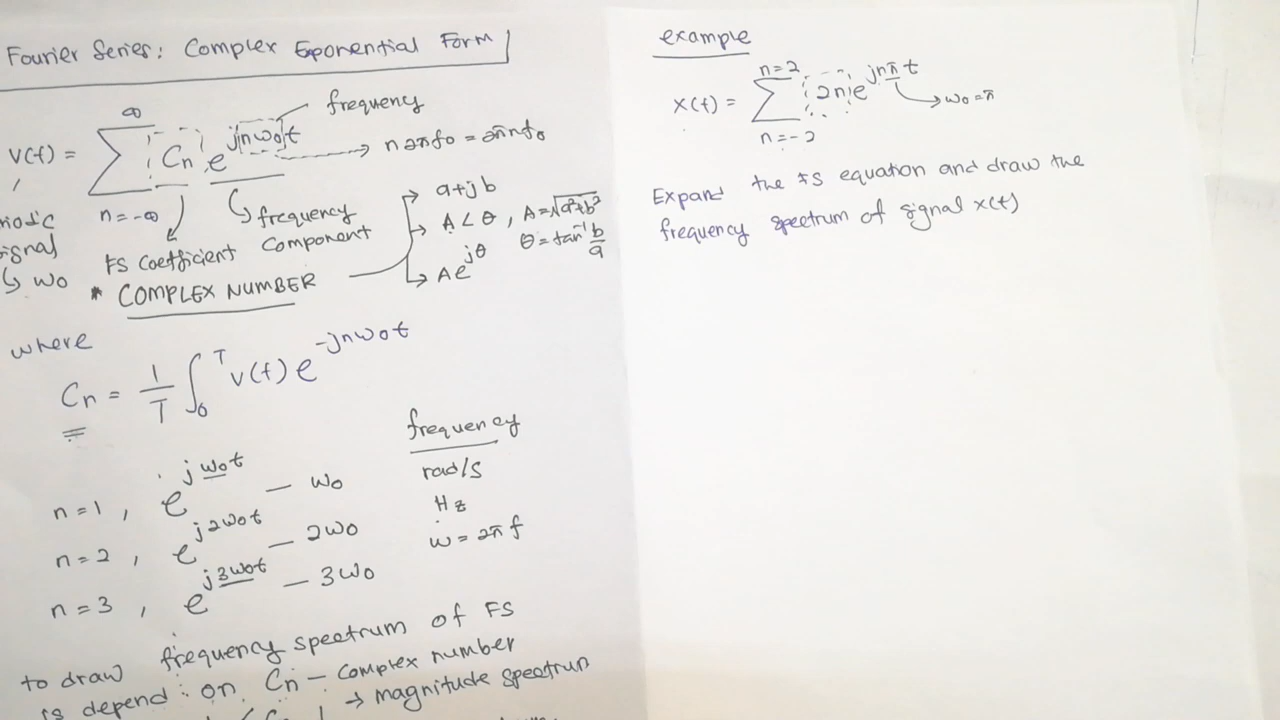 Fourier Series: Complex Exponential Form
∞
frequency
v(t) = ∑ Cn e^jnω0t
n2πf0 = 2πnf0
n = -∞
frequency
Component
FS Coefficient
ω0
* COMPLEX NUMBER
a+jb
A∠θ, A=√a²+b²
θ=tan⁻¹ b/a
Ae^jθ
where
Cn = 1/T ∫₀ᵀ v(t) e^-jnω0t
n=1, e^jω0t — ω0
n=2, e^j2ω0t — 2ω0
n=3, e^j3ω0t — 3ω0
frequency
rad/s
Hz
ω = 2πf
to draw frequency spectrum of FS
is depend on Cn – complex number
→ magnitude spectrum
example
n=2
x(t) = ∑ 2n e^jnπt
ω0=π
n=-2
Expand the FS equation and draw the
frequency spectrum of signal x(t)